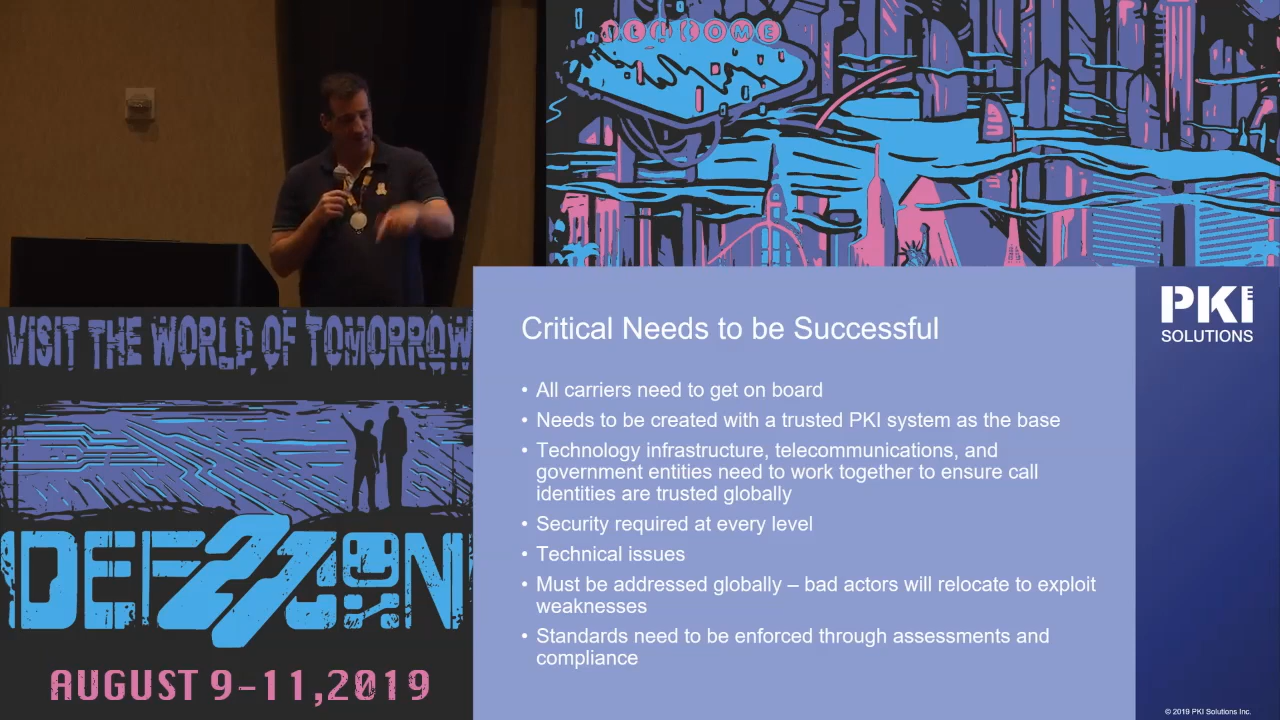 WELCOME
PKI
SOLUTIONS
Critical Needs to be Successful
• All carriers need to get on board
• Needs to be created with a trusted PKI system as the base
• Technology infrastructure, telecommunications, and
government entities need to work together to ensure call
identities are trusted globally
• Security required at every level
• Technical issues
• Must be addressed globally – bad actors will relocate to exploit
weaknesses
• Standards need to be enforced through assessments and
compliance
© 2019 PKI Solutions Inc.
VISIT THE WORLD OF TOMORROW
DEF27CON
AUGUST 9-11,2019